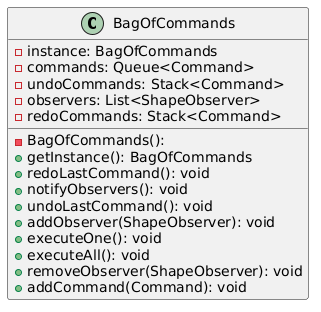 C BagOfCommands
instance: BagOfCommands
commands: Queue<Command>
undoCommands: Stack<Command>
observers: List<ShapeObserver>
redoCommands: Stack<Command>
BagOfCommands():
getInstance(): BagOfCommands
redoLastCommand(): void
notifyObservers(): void
undoLastCommand(): void
addObserver(ShapeObserver): void
executeOne(): void
executeAll(): void
removeObserver(ShapeObserver): void
addCommand(Command): void